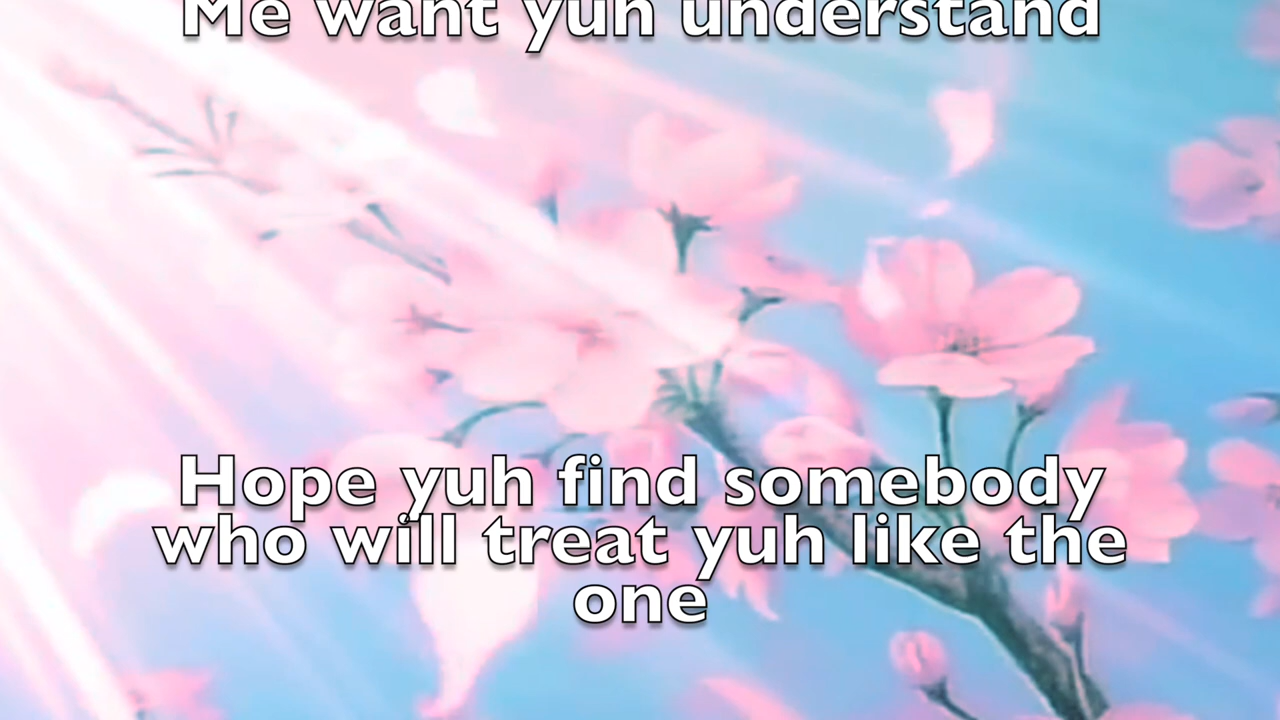 Me want yuh understand
Hope yuh find somebody
who will treat yuh like the
one